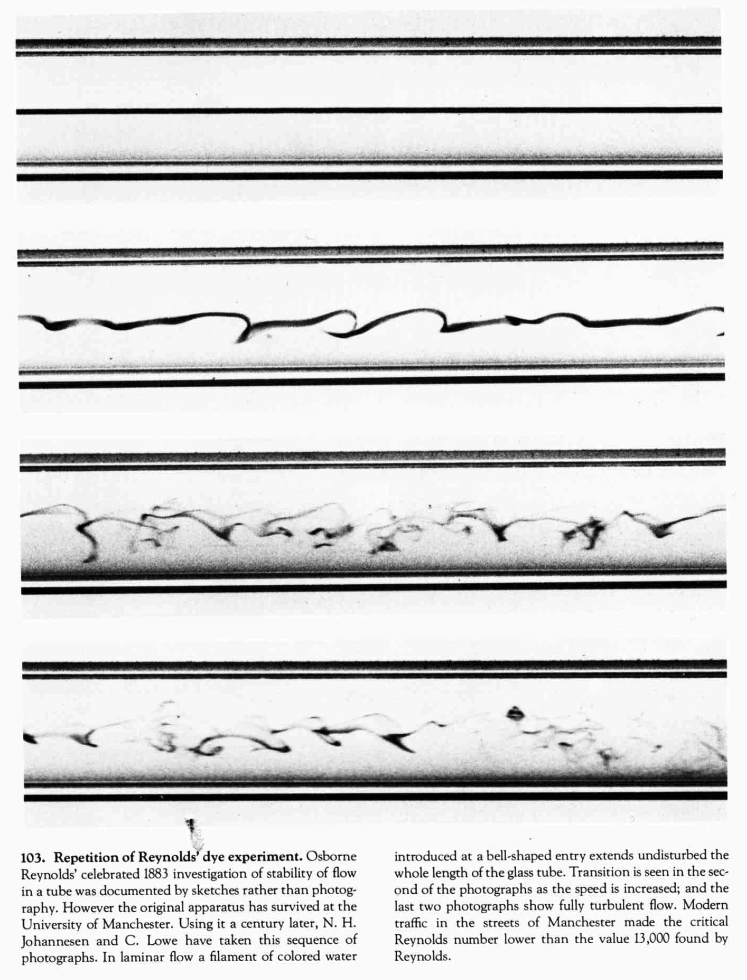 103. Repetition of Reynolds' dye experiment. Osborne
Reynolds' celebrated 1883 investigation of stability of flow
in a tube was documented by sketches rather than photog-
raphy. However the original apparatus has survived at the
University of Manchester. Using it a century later, N. H.
Johannesen and C. Lowe have taken this sequence of
photographs. In laminar flow a filament of colored water
introduced at a bell-shaped entry extends undisturbed the
whole length of the glass tube. Transition is seen in the sec-
ond of the photographs as the speed is increased; and the
last two photographs show fully turbulent flow. Modern
traffic in the streets of Manchester made the critical
Reynolds number lower than the value 13,000 found by
Reynolds.